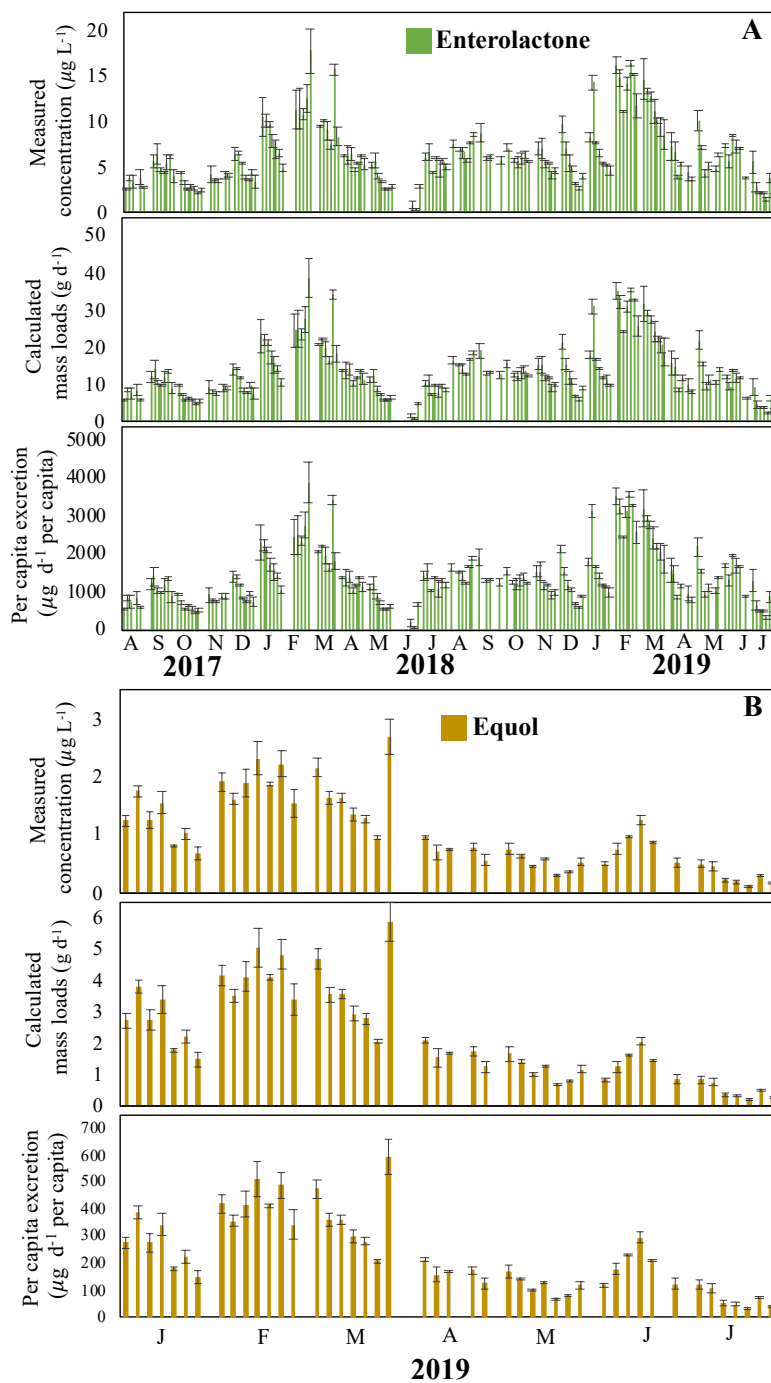 A
Enterolactone
Measured
concentration (μg L-1)
20
15
10
5
0
Calculated
mass loads (g d-1)
50
40
30
20
10
0
Per capita excretion
(μg d-1 per capita)
5000
4000
3000
2000
1000
0
A S O N D J F M A M J J A S O N D J F M A M J J
2017 2018 2019
B
Equol
Measured
concentration (μg L-1)
3
2
1
0
Calculated
mass loads (g d-1)
6
5
4
3
2
1
0
Per capita excretion
(μg d-1 per capita)
700
600
500
400
300
200
100
0
J F M A M J J
2019